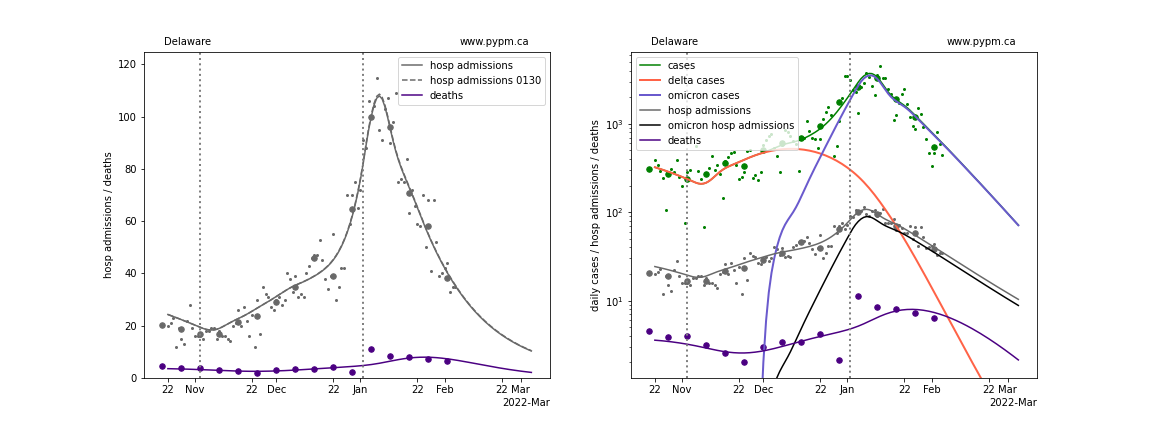 Delaware www.pypm.ca
hosp admissions
hosp admissions 0130
deaths
hosp admissions / deaths
120
100
80
60
40
20
0
22 Nov 22 Dec 22 Jan 22 Feb 22 Mar
2022-Mar
Delaware www.pypm.ca
cases
delta cases
omicron cases
hosp admissions
omicron hosp admissions
deaths
daily cases / hosp admissions / deaths
10³
10²
10¹
22 Nov 22 Dec 22 Jan 22 Feb 22 Mar
2022-Mar